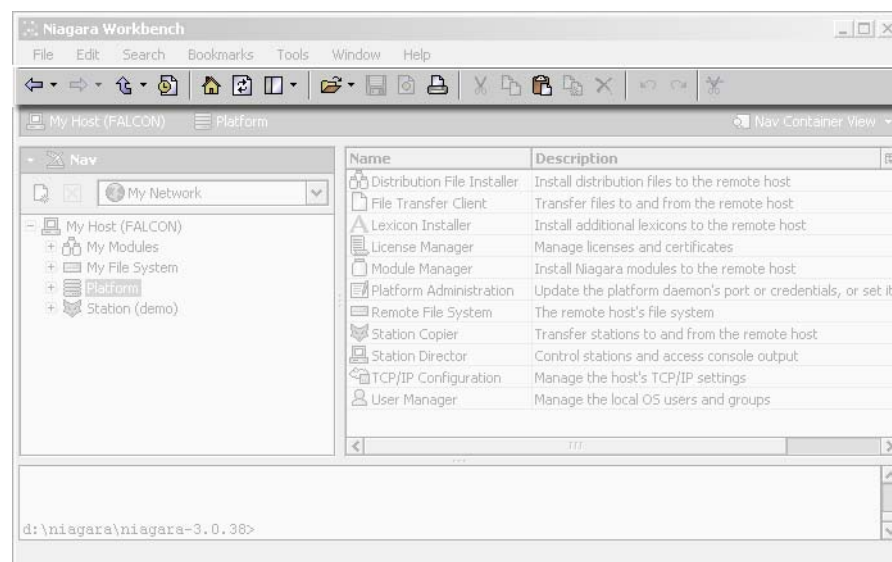 Niagara Workbench
File Edit Search Bookmarks Tools Window Help
My Host (FALCON) Platform Nav Container View
Nav
My Network
My Host (FALCON)
My Modules
My File System
Platform
Station (demo)
Name Description
Distribution File Installer Install distribution files to the remote host
File Transfer Client Transfer files to and from the remote host
Lexicon Installer Install additional lexicons to the remote host
License Manager Manage licenses and certificates
Module Manager Install Niagara modules to the remote host
Platform Administration Update the platform daemon's port or credentials, or set it
Remote File System The remote host's file system
Station Copier Transfer stations to and from the remote host
Station Director Control stations and access console output
TCP/IP Configuration Manage the host's TCP/IP settings
User Manager Manage the local OS users and groups
d:\niagara\niagara-3.0.38>